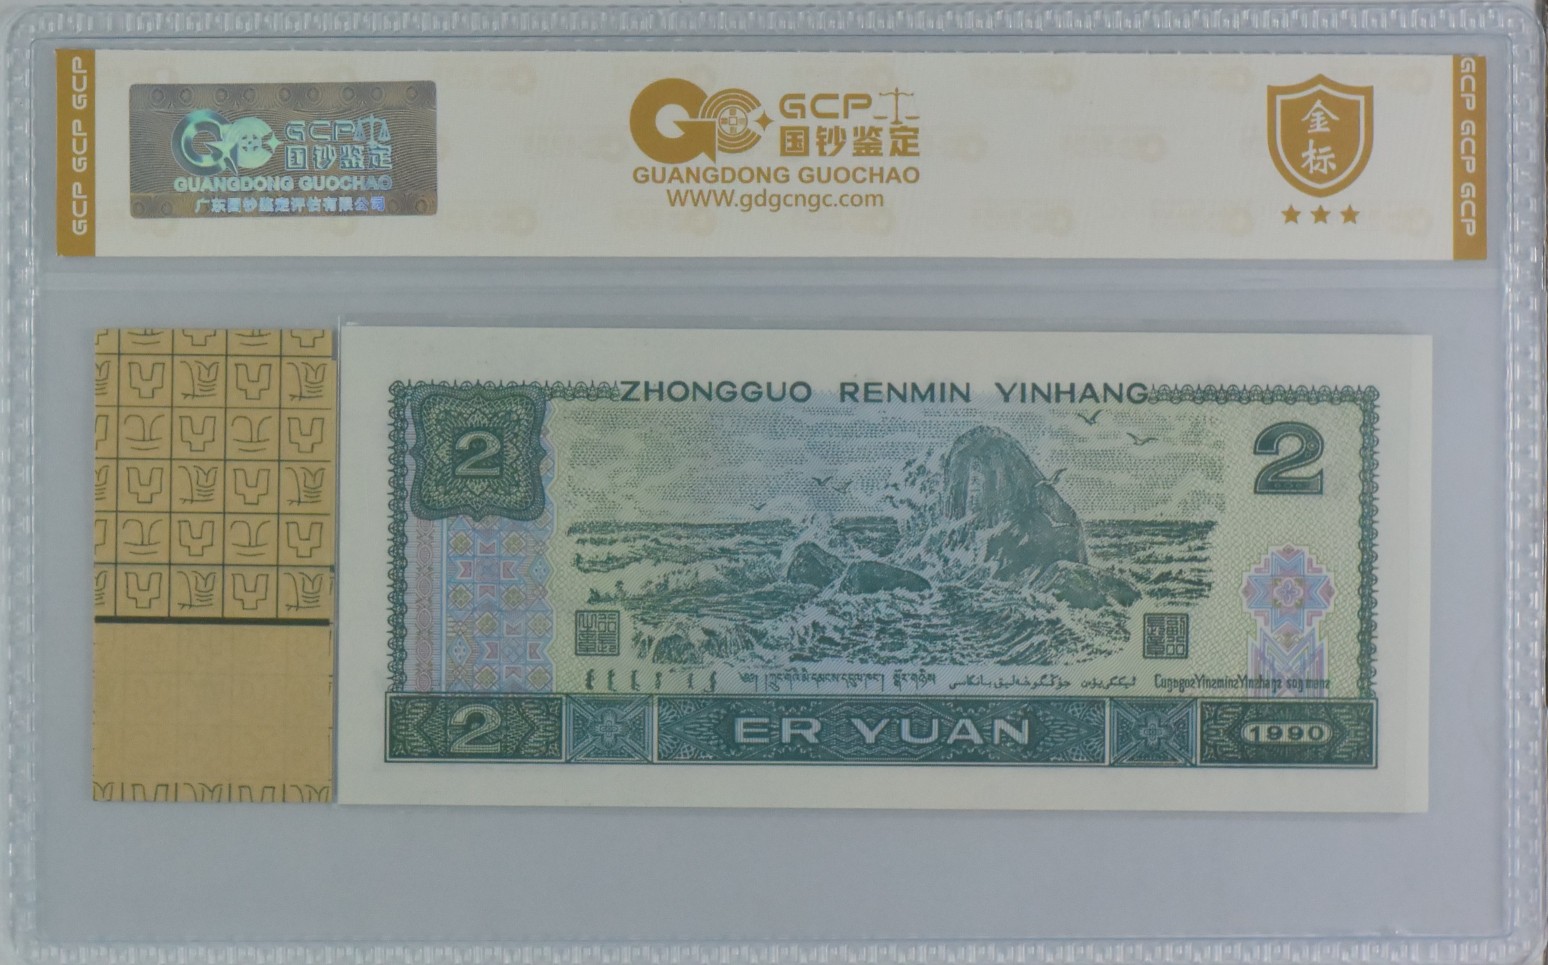 GCP GCP GCP
GCP 国钞鉴定
GUANGDONG GUOCHAO
广东国钞鉴定评估有限公司
GCP
国钞鉴定
GUANGDONG GUOCHAO
www.gdgcngc.com
金标
GCP GCP GCP
ZHONGGUO RENMIN YINHANG
2
2
2
ER YUAN
1990